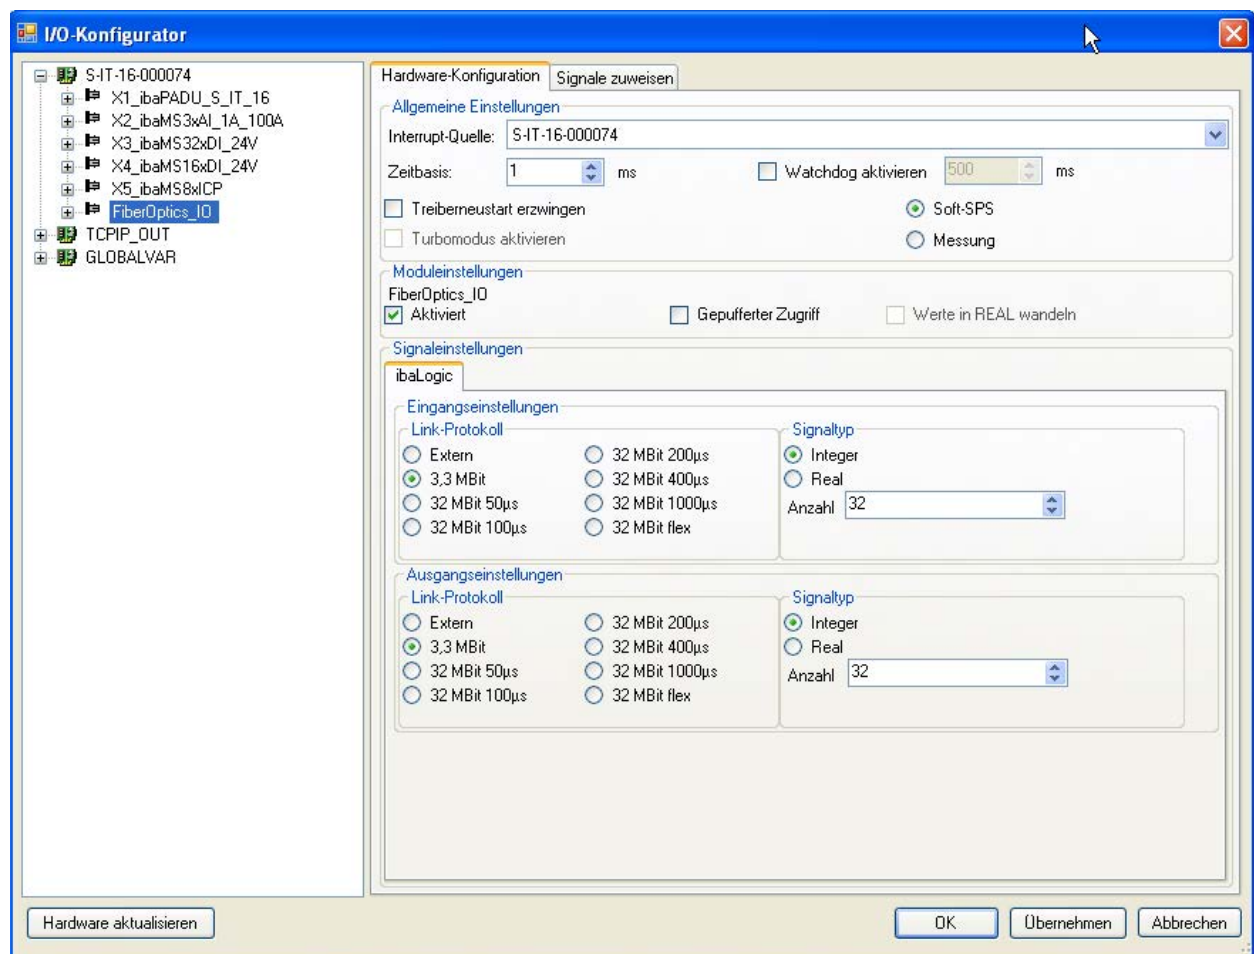 I/O-Konfigurator
S-IT-16-000074
X1_ibaPADU_S_IT_16
X2_ibaMS3xAI_1A_100A
X3_ibaMS32xDI_24V
X4_ibaMS16xDI_24V
X5_ibaMS8xICP
FiberOptics_IO
TCPIP_OUT
GLOBALVAR
Hardware-Konfiguration Signale zuweisen
Allgemeine Einstellungen
Interrupt-Quelle: S-IT-16-000074
Zeitbasis: 1 ms Watchdog aktivieren 500 ms
Treiberneustart erzwingen Soft-SPS
Turbomodus aktivieren Messung
Moduleinstellungen
FiberOptics_IO
Aktiviert Gepufferter Zugriff Werte in REAL wandeln
Signaleinstellungen
ibaLogic
Eingangseinstellungen
Link-Protokoll Signaltyp
Extern 32 MBit 200µs Integer
3,3 MBit 32 MBit 400µs Real
32 MBit 50µs 32 MBit 1000µs Anzahl 32
32 MBit 100µs 32 MBit flex
Ausgangseinstellungen
Link-Protokoll Signaltyp
Extern 32 MBit 200µs Integer
3,3 MBit 32 MBit 400µs Real
32 MBit 50µs 32 MBit 1000µs Anzahl 32
32 MBit 100µs 32 MBit flex
Hardware aktualisieren OK Übernehmen Abbrechen